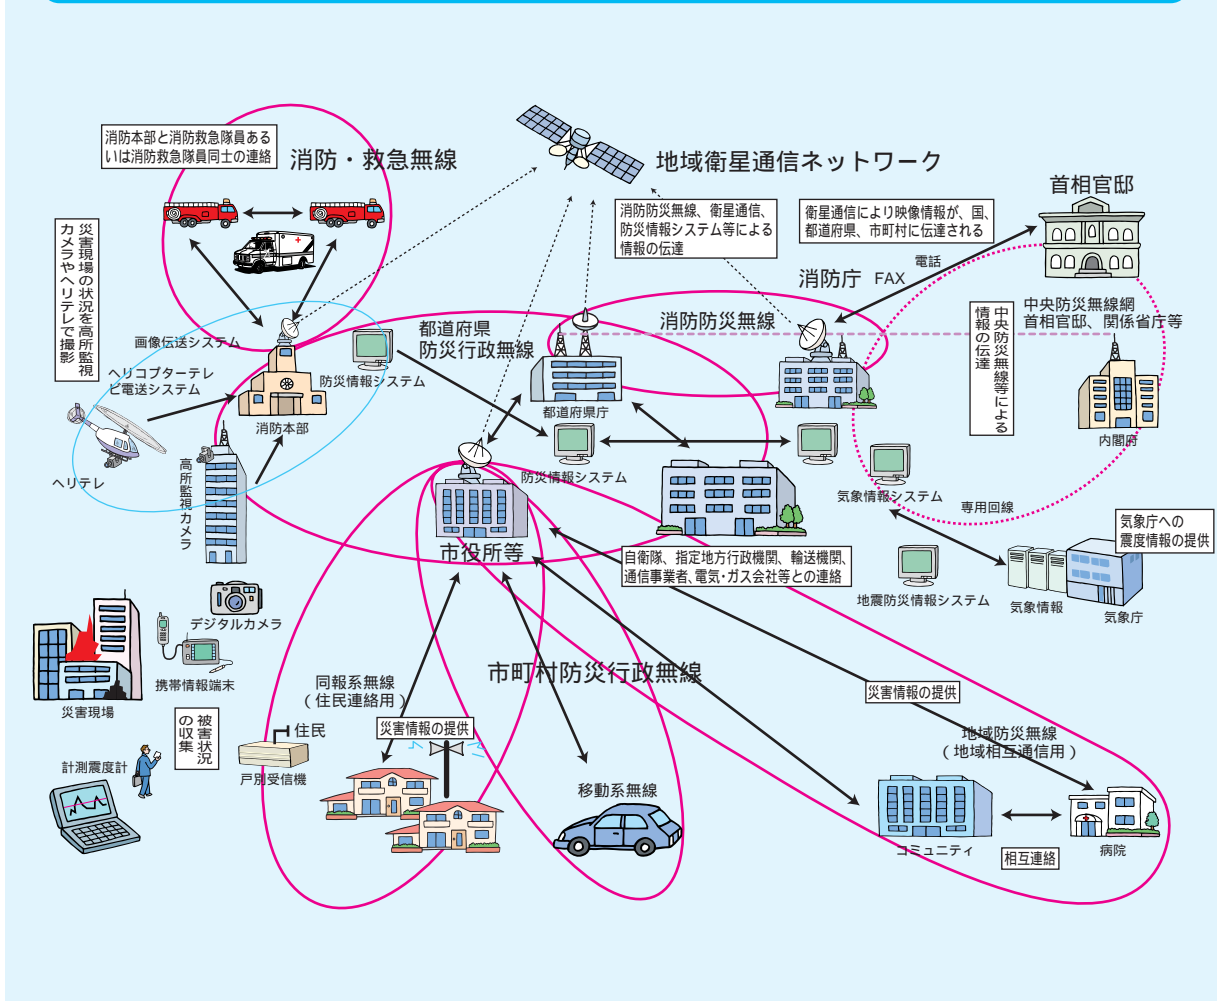 消防本部と消防救急隊員ある
いは消防救急隊員同士の連絡
消防・救急無線
地域衛星通信ネットワーク
首相官邸
消防防災無線、衛星通信、
防災情報システム等による
情報の伝達
衛星通信により映像情報が、国、
都道府県、市町村に伝達される
災害現場の状況を高所監視
カメラやヘリテレで撮影
電話
消防庁 FAX
中央防災無線網
首相官邸、関係省庁等
中央防災無線等による
情報の伝達
都道府県
防災行政無線
消防防災無線
画像伝送システム
ヘリコプターテレ
ビ電送システム
防災情報システム
都道府県庁
消防本部
内閣府
ヘリテレ
高所監視カメラ
防災情報システム
気象情報システム
専用回線
気象庁への
震度情報の提供
市役所等
自衛隊、指定地方行政機関、輸送機関、
通信事業者、電気・ガス会社等との連絡
地震防災情報システム
気象情報
気象庁
デジタルカメラ
携帯情報端末
災害現場
市町村防災行政無線
同報系無線
(住民連絡用)
災害情報の提供
災害情報の提供
被害状況
の収集
住民
戸別受信機
地域防災無線
(地域相互通信用)
計測震度計
移動系無線
コミュニティ
相互連絡
病院